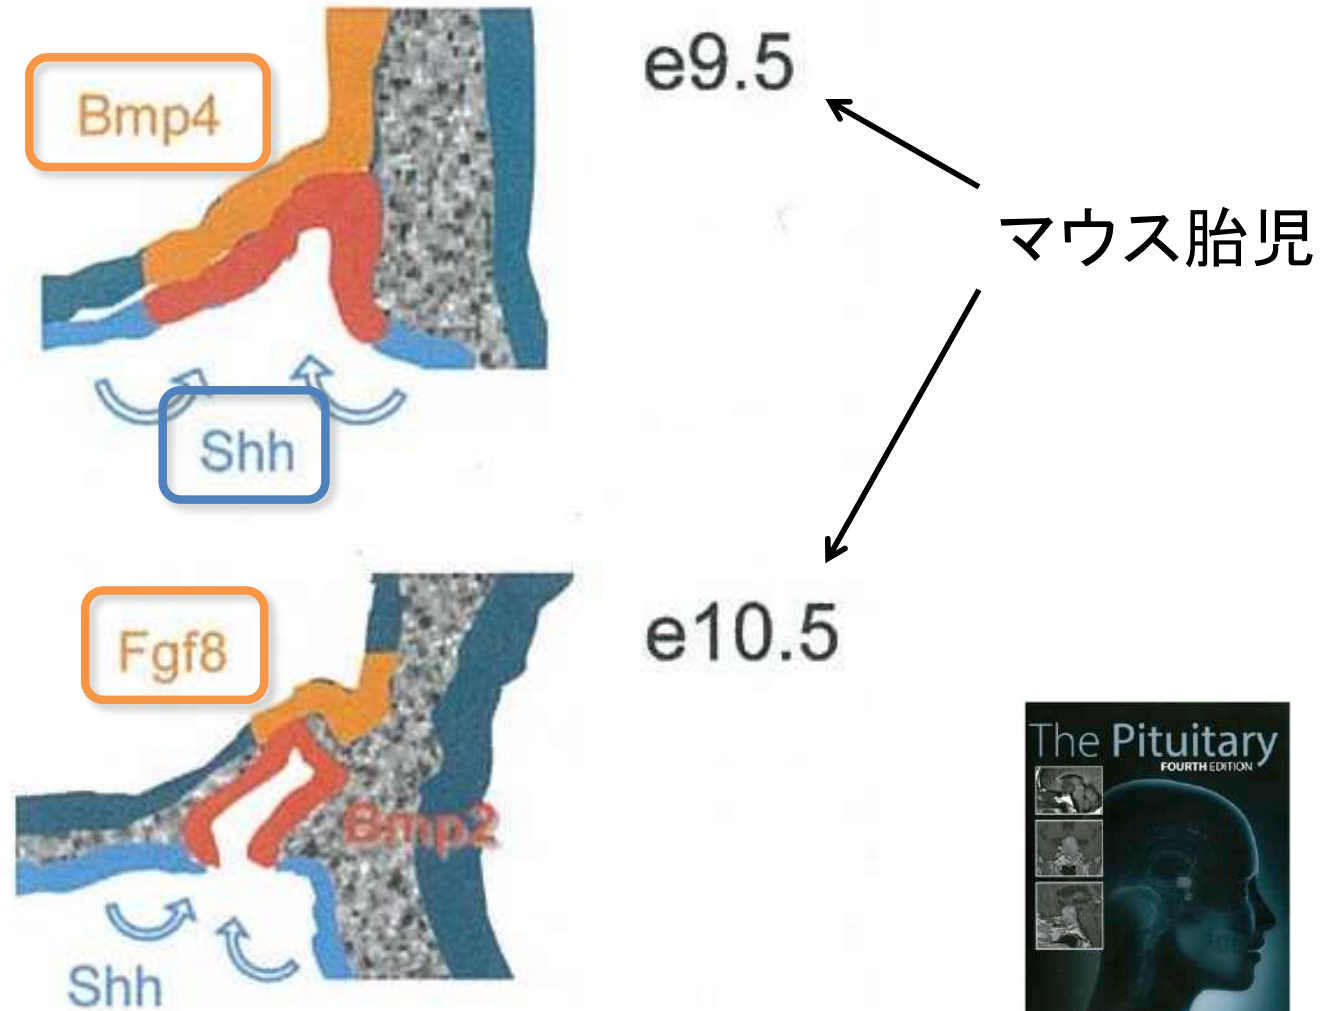 Bmp4
e9.5
マウス胎児
Shh
Fgf8
e10.5
Bmp2
Shh
The Pituitary
FOURTH EDITION